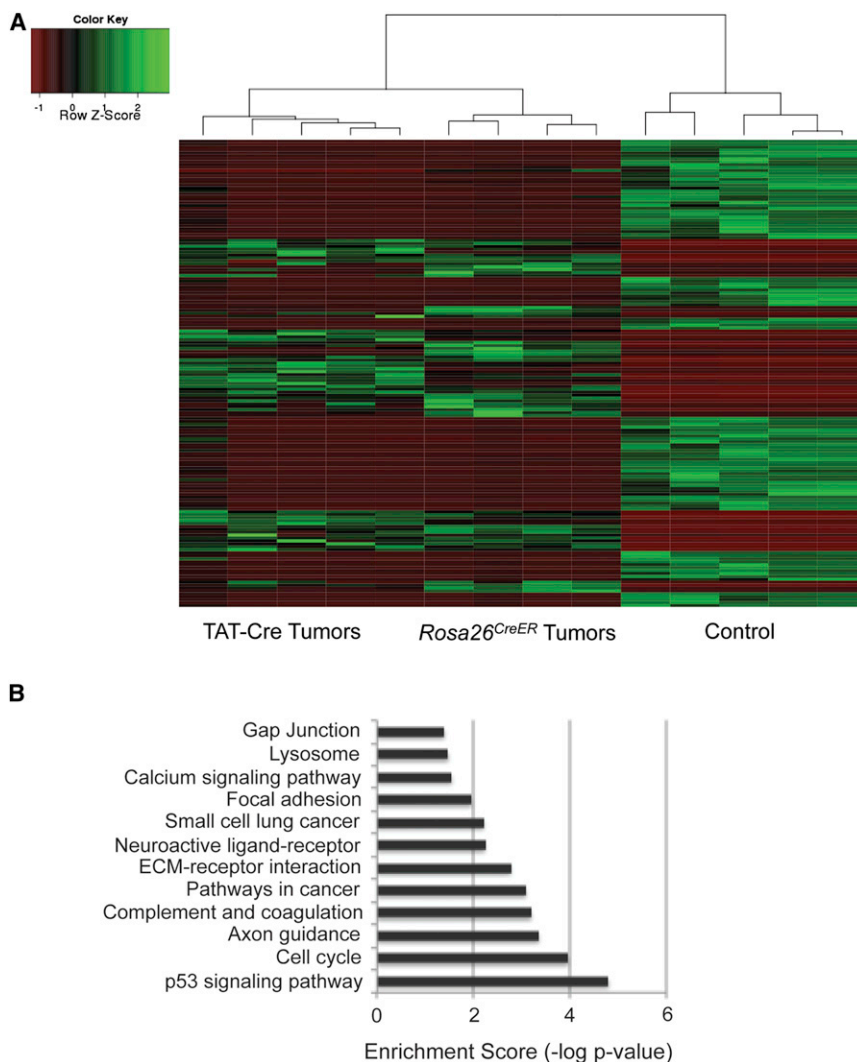 A
Color Key
-1 0 1 2
Row Z-Score
TAT-Cre Tumors
Rosa26CreER Tumors
Control
B
Gap Junction
Lysosome
Calcium signaling pathway
Focal adhesion
Small cell lung cancer
Neuroactive ligand-receptor
ECM-receptor interaction
Pathways in cancer
Complement and coagulation
Axon guidance
Cell cycle
p53 signaling pathway
0 2 4 6
Enrichment Score (-log p-value)